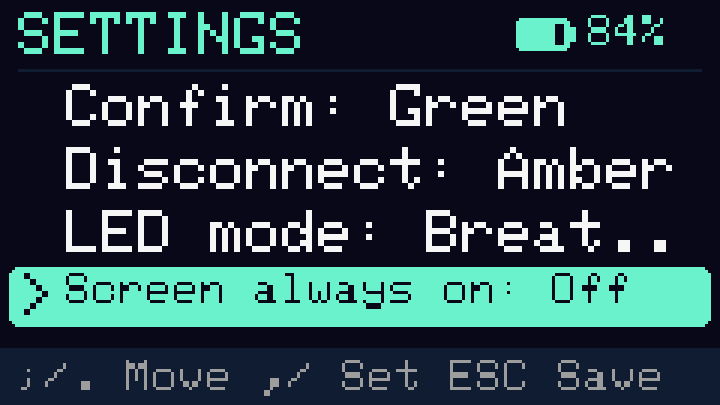 SETTINGS 84%
Confirm: Green
Disconnect: Amber
LED mode: Breat..
> Screen always on: Off
;/. Move ,/ Set ESC Save